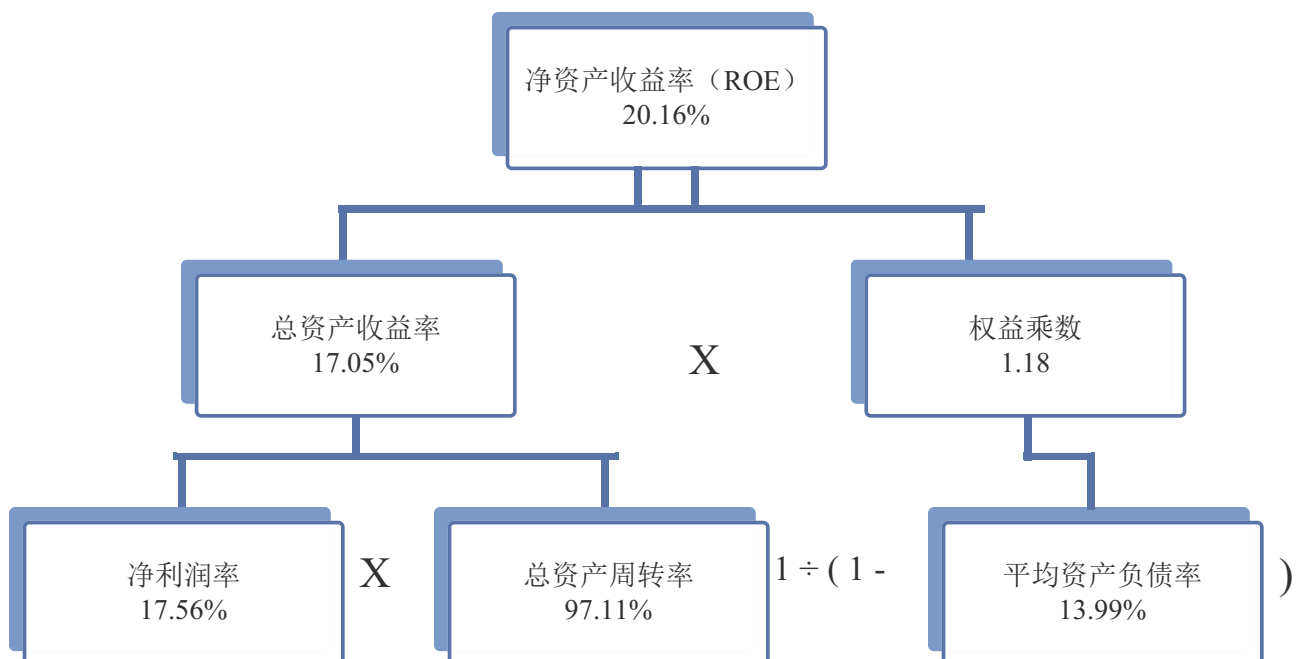 净资产收益率（ROE）
20.16%
总资产收益率
17.05%
X
权益乘数
1.18
净利润率
17.56%
X
总资产周转率
97.11%
1 ÷ ( 1 -
平均资产负债率
13.99%
)